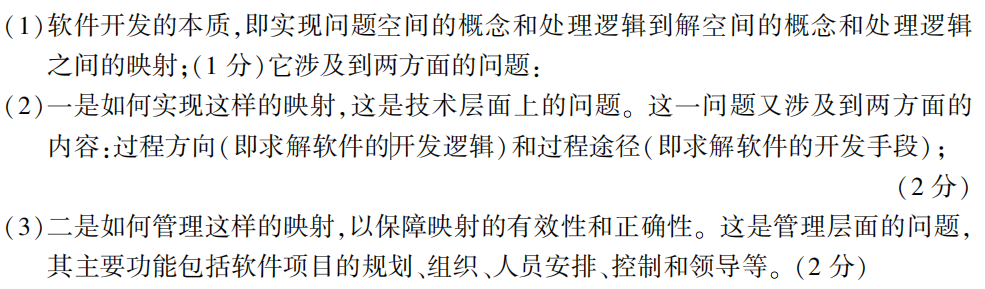 (1)软件开发的本质,即实现问题空间的概念和处理逻辑到解空间的概念和处理逻辑
之间的映射;(1分)它涉及到两方面的问题:
(2)一是如何实现这样的映射,这是技术层面上的问题。这一问题又涉及到两方面的
内容:过程方向(即求解软件的开发逻辑)和过程途径(即求解软件的开发手段);
(2分)
(3)二是如何管理这样的映射,以保障映射的有效性和正确性。这是管理层面的问题,
其主要功能包括软件项目的规划、组织、人员安排、控制和领导等。(2分)